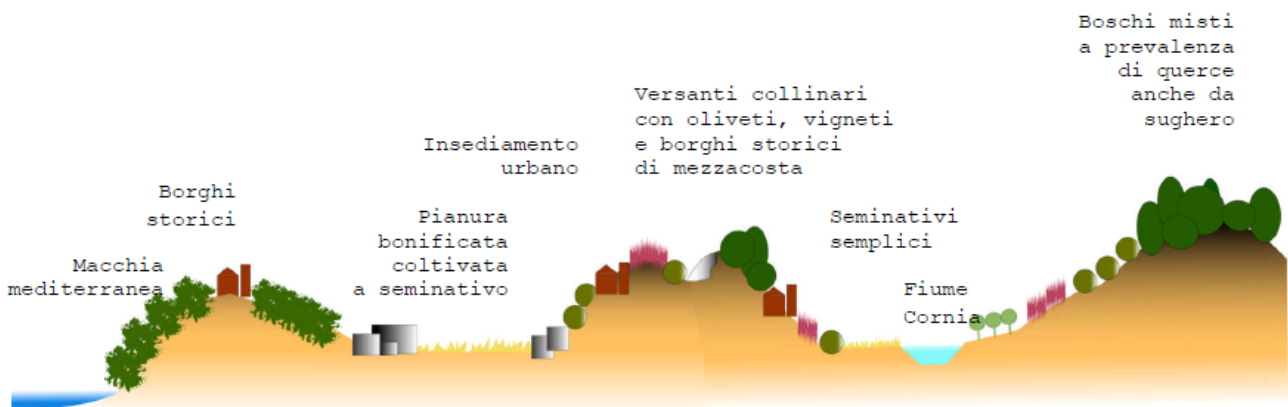 Macchia
mediterranea
Borghi
storici
Pianura
bonificata
coltivata
a seminativo
Insediamento
urbano
Versanti collinari
con oliveti, vigneti
e borghi storici
di mezzacosta
Seminativi
semplici
Fiume
Cornia
Boschi misti
a prevalenza
di querce
anche da
sughero